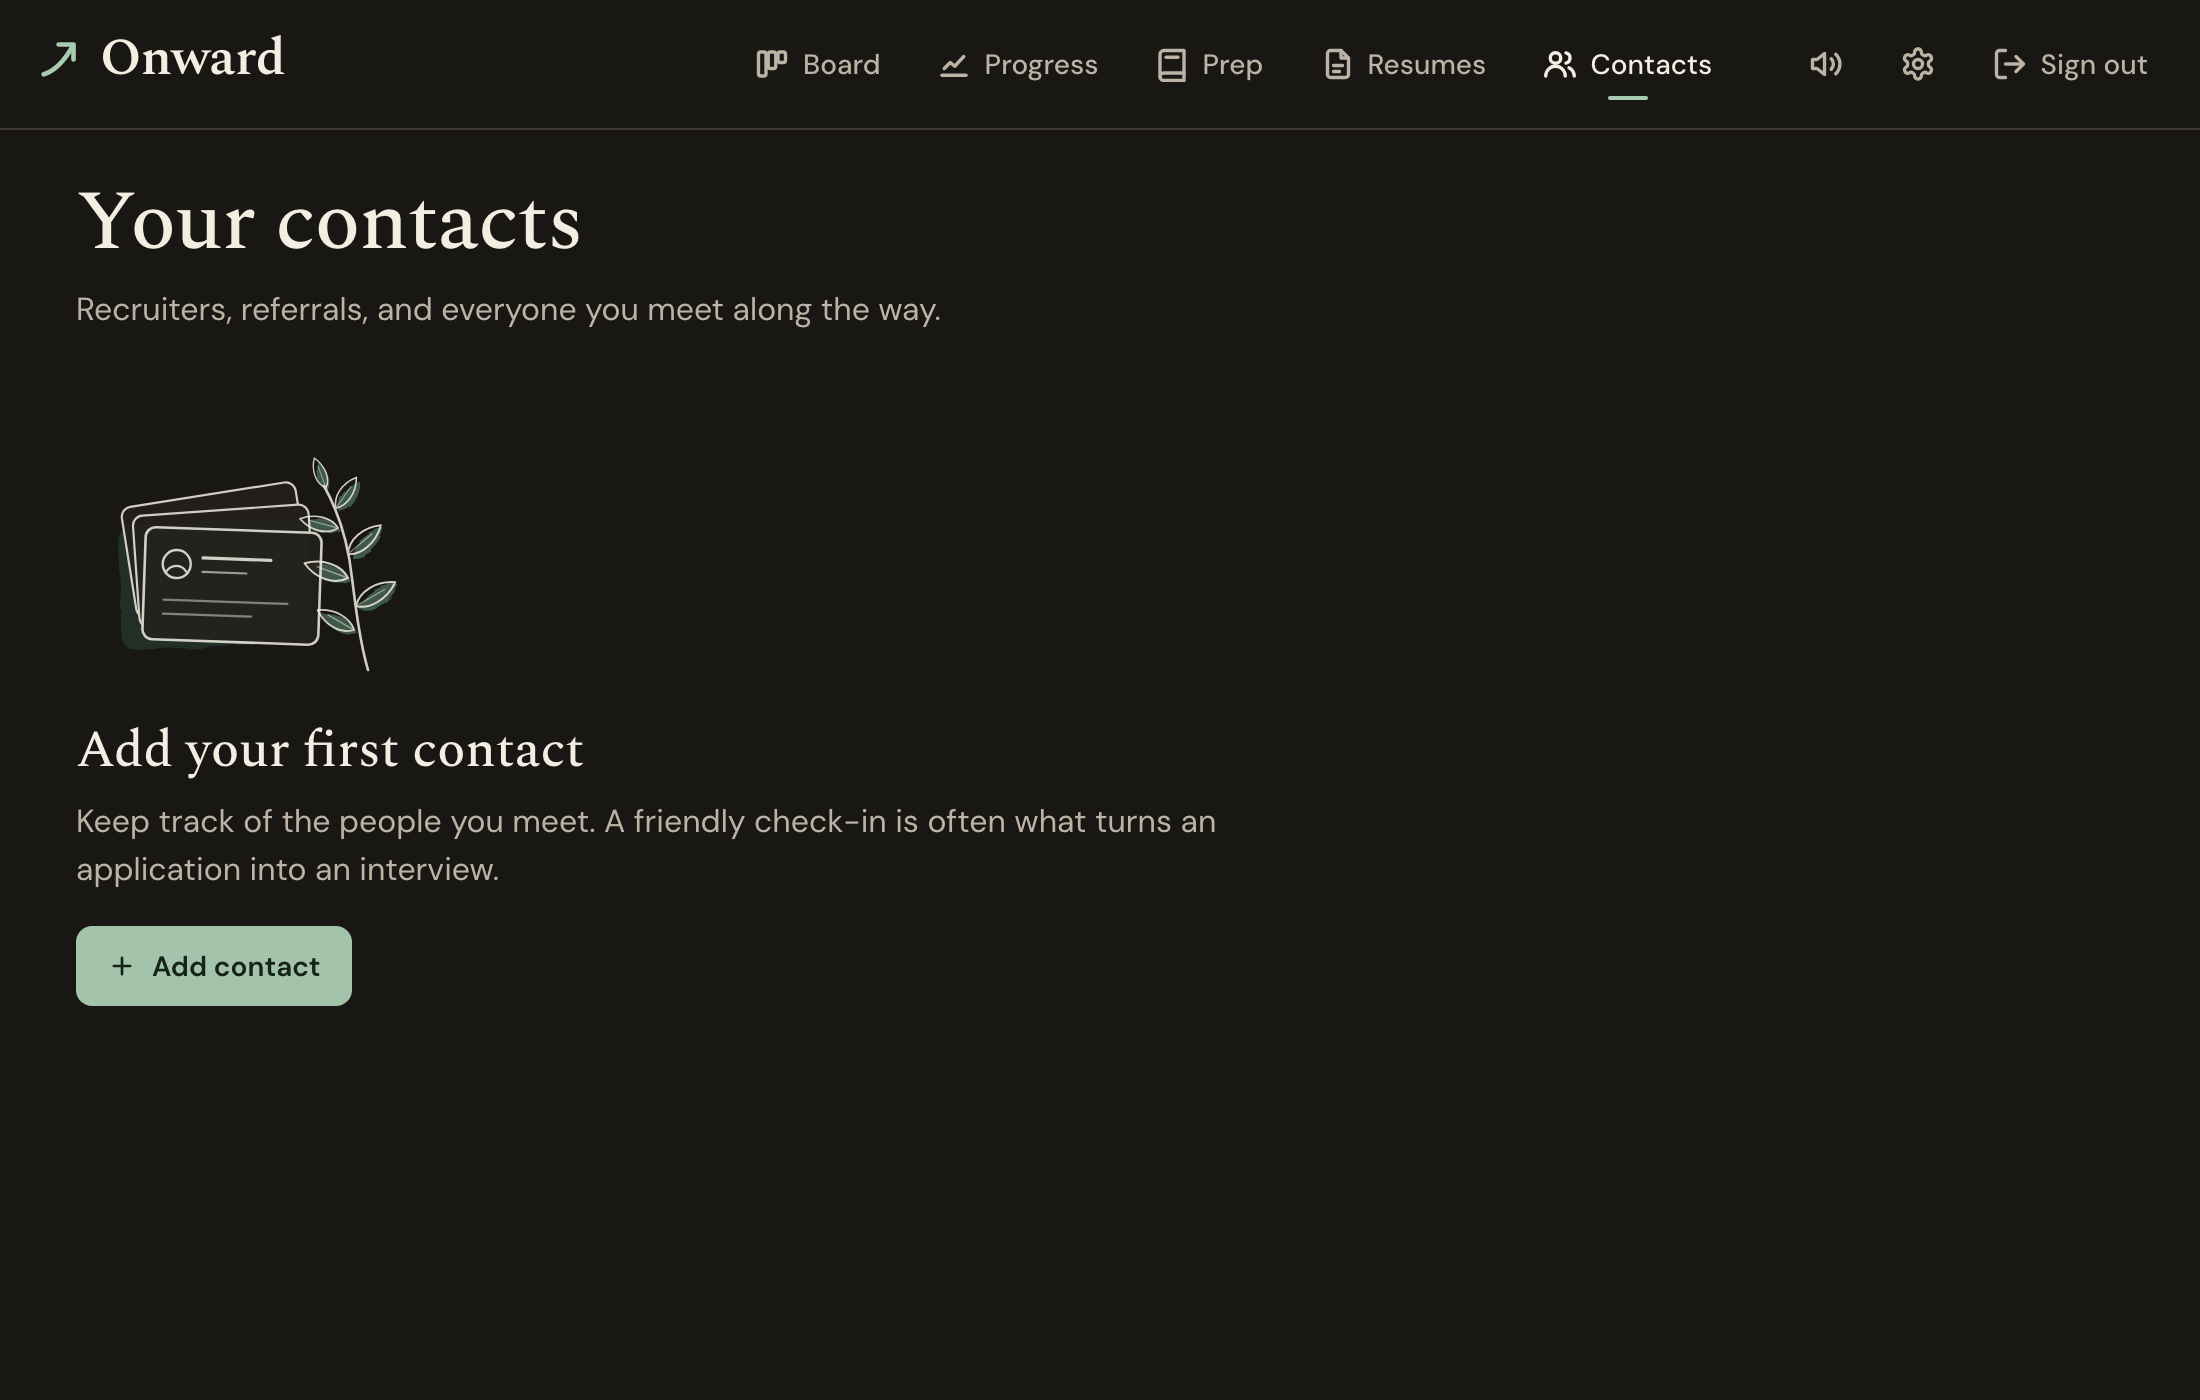 Onward
Board
Progress
Prep
Resumes
Contacts
Sign out
Your contacts
Recruiters, referrals, and everyone you meet along the way.
Add your first contact
Keep track of the people you meet. A friendly check-in is often what turns an
application into an interview.
Add contact